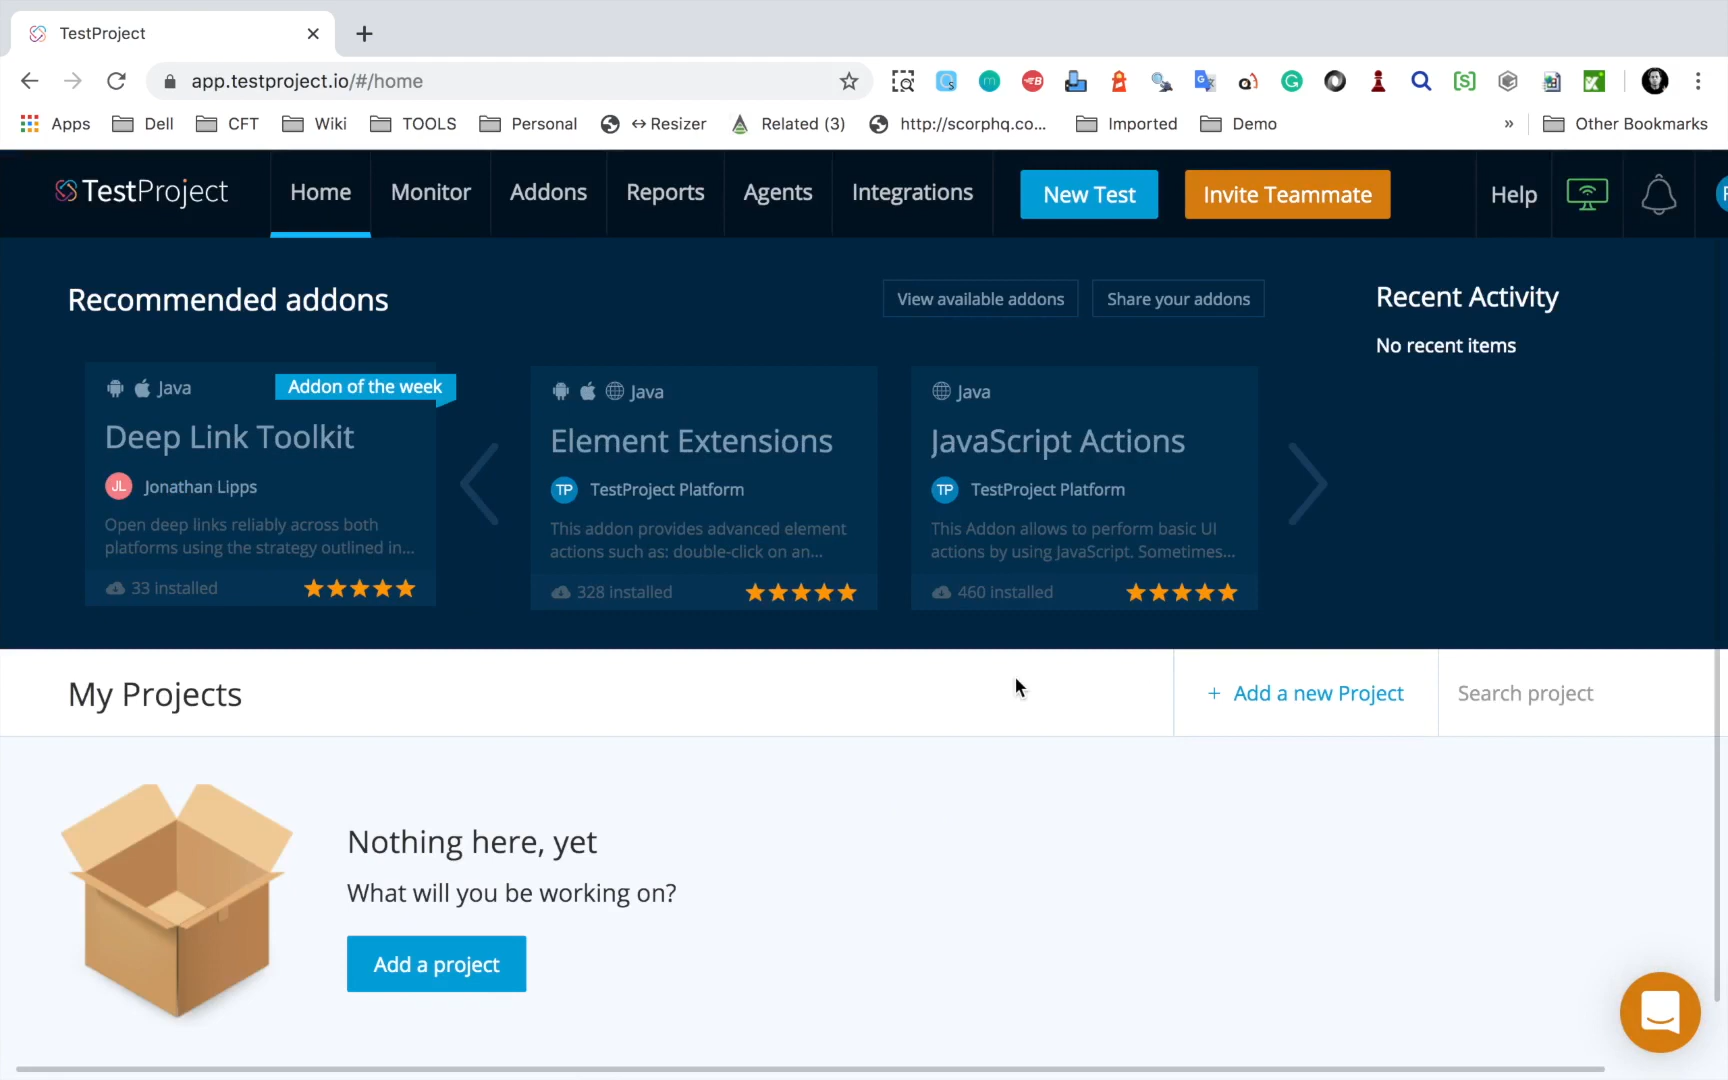 TestProject
app.testproject.io/#/home
Apps
Dell
CFT
Wiki
TOOLS
Personal
↔Resizer
Related (3)
http://scorphq.co...
Imported
Demo
»
Other Bookmarks
TestProject
Home
Monitor
Addons
Reports
Agents
Integrations
New Test
Invite Teammate
Help
Recommended addons
View available addons
Share your addons
Recent Activity
No recent items
Java
Addon of the week
Deep Link Toolkit
JL
Jonathan Lipps
Open deep links reliably across both
platforms using the strategy outlined in...
33 installed
Java
Element Extensions
TP
TestProject Platform
This addon provides advanced element
actions such as: double-click on an...
328 installed
Java
JavaScript Actions
TP
TestProject Platform
This Addon allows to perform basic UI
actions by using JavaScript. Sometimes...
460 installed
My Projects
+ Add a new Project
Search project
Nothing here, yet
What will you be working on?
Add a project